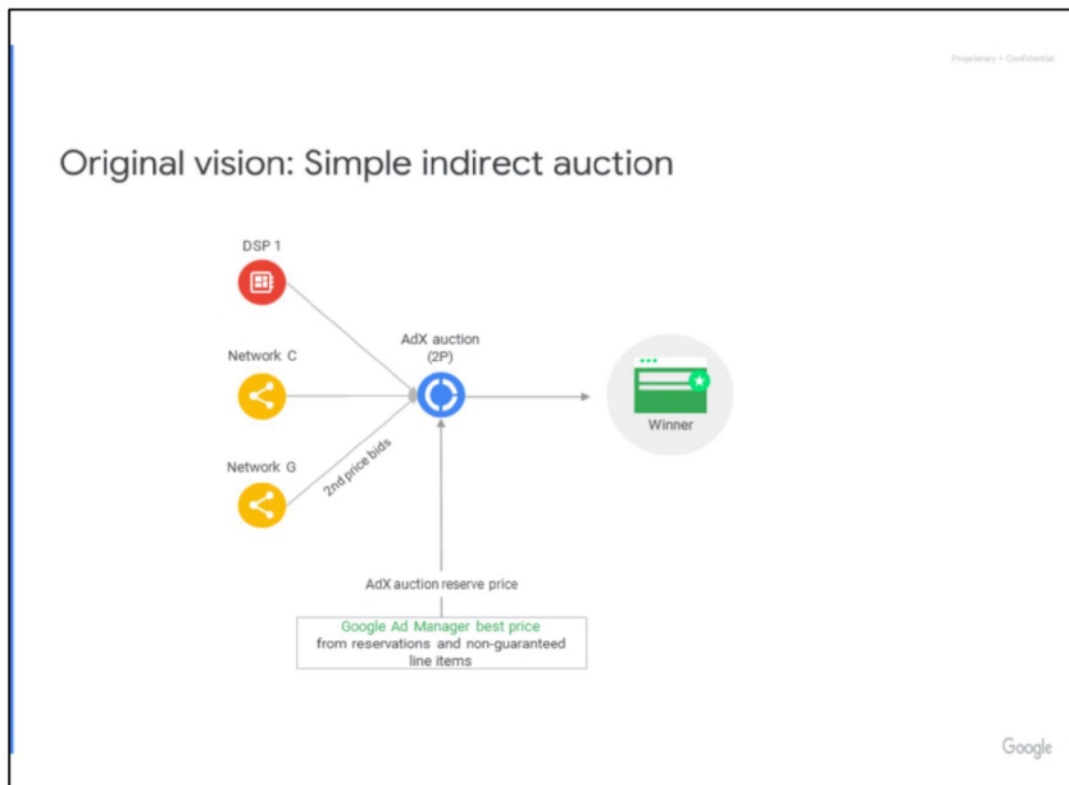 Proprietary + Confidential
Original vision: Simple indirect auction
DSP 1
AdX auction
(2P)
Network C
Winner
Network G
2nd price bids
AdX auction reserve price
Google Ad Manager best price
from reservations and non-guaranteed
line items
Google